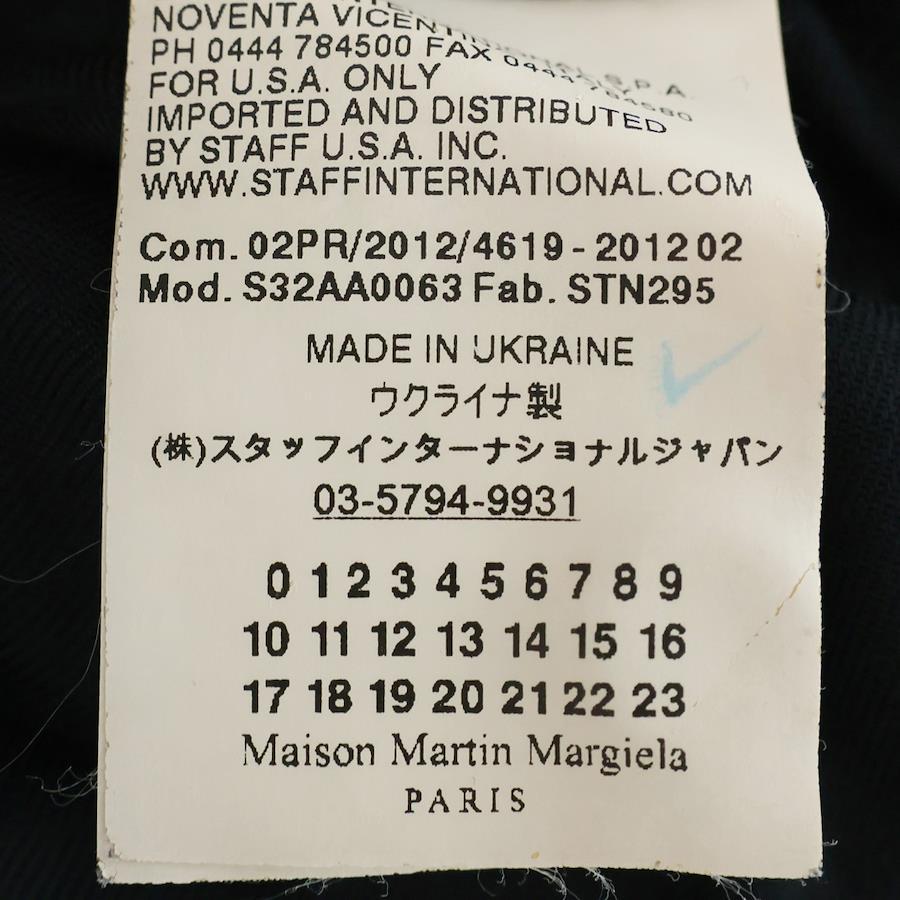 NOVENTA VICENTINA
PH 0444 784500 FAX 0444 784580
FOR U.S.A. ONLY
IMPORTED AND DISTRIBUTED
BY STAFF U.S.A. INC.
WWW.STAFFINTERNATIONAL.COM
Com. 02PR/2012/4619 - 201202
Mod. S32AA0063 Fab. STN295
MADE IN UKRAINE
ウクライナ製
(株)スタッフインターナショナルジャパン
03-5794-9931
0 1 2 3 4 5 6 7 8 9
10 11 12 13 14 15 16
17 18 19 20 21 22 23
Maison Martin Margiela
PARIS